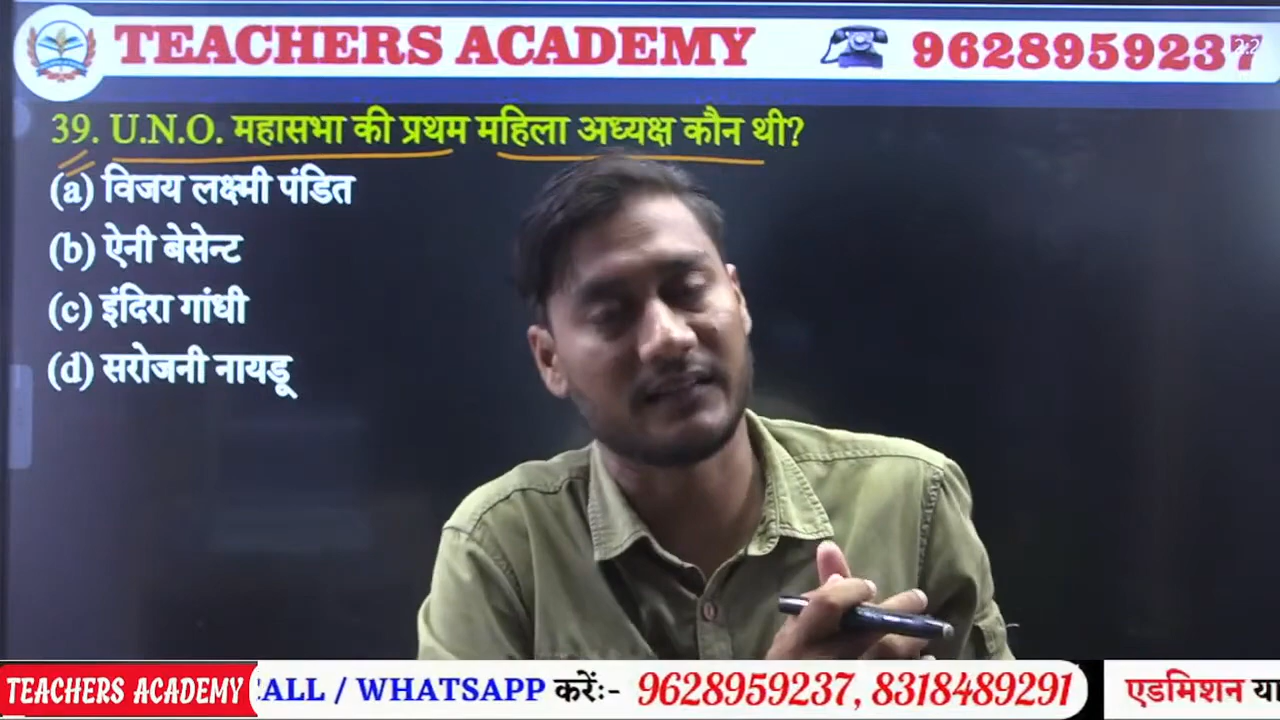 TEACHERS ACADEMY
9628959237
39. U.N.O. महासभा की प्रथम महिला अध्यक्ष कौन थी?
(a) विजय लक्ष्मी पंडित
(b) ऐनी बेसेन्ट
(c) इंदिरा गांधी
(d) सरोजनी नायडू
TEACHERS ACADEMY
CALL / WHATSAPP करेंः- 9628959237, 8318489291
एडमिशन या